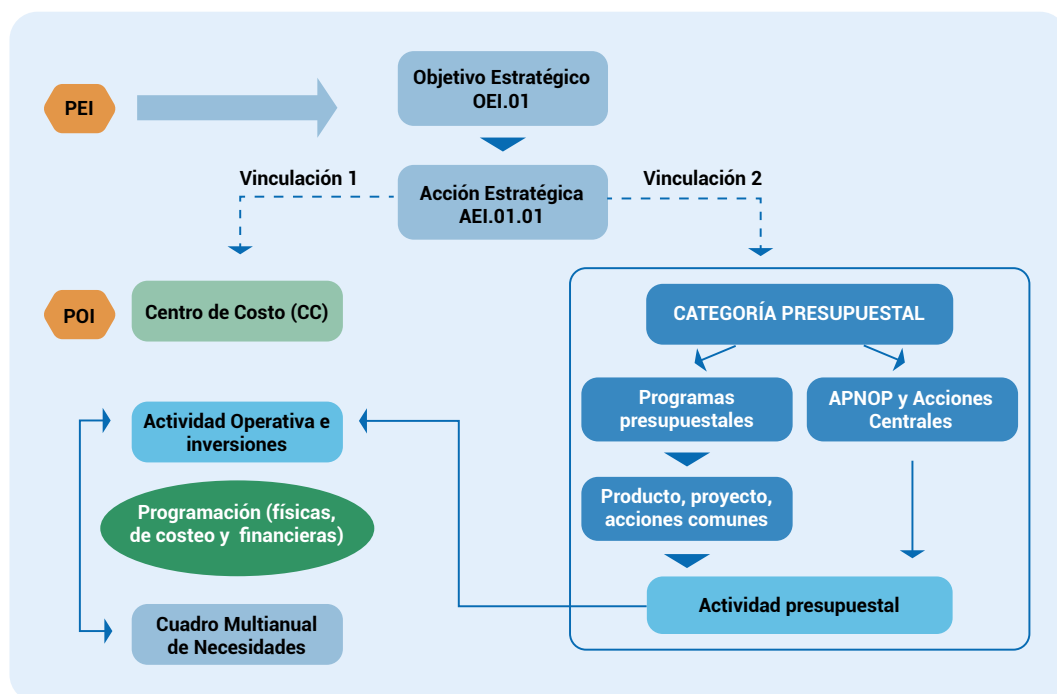 PEI
Objetivo Estratégico
OEI.01
Vinculación 1
Acción Estratégica
AEI.01.01
Vinculación 2
POI
Centro de Costo (CC)
CATEGORÍA PRESUPUESTAL
Programas
presupuestales
APNOP y Acciones
Centrales
Actividad Operativa e
inversiones
Producto, proyecto,
acciones comunes
Programación (físicas,
de costeo y financieras)
Actividad presupuestal
Cuadro Multianual
de Necesidades